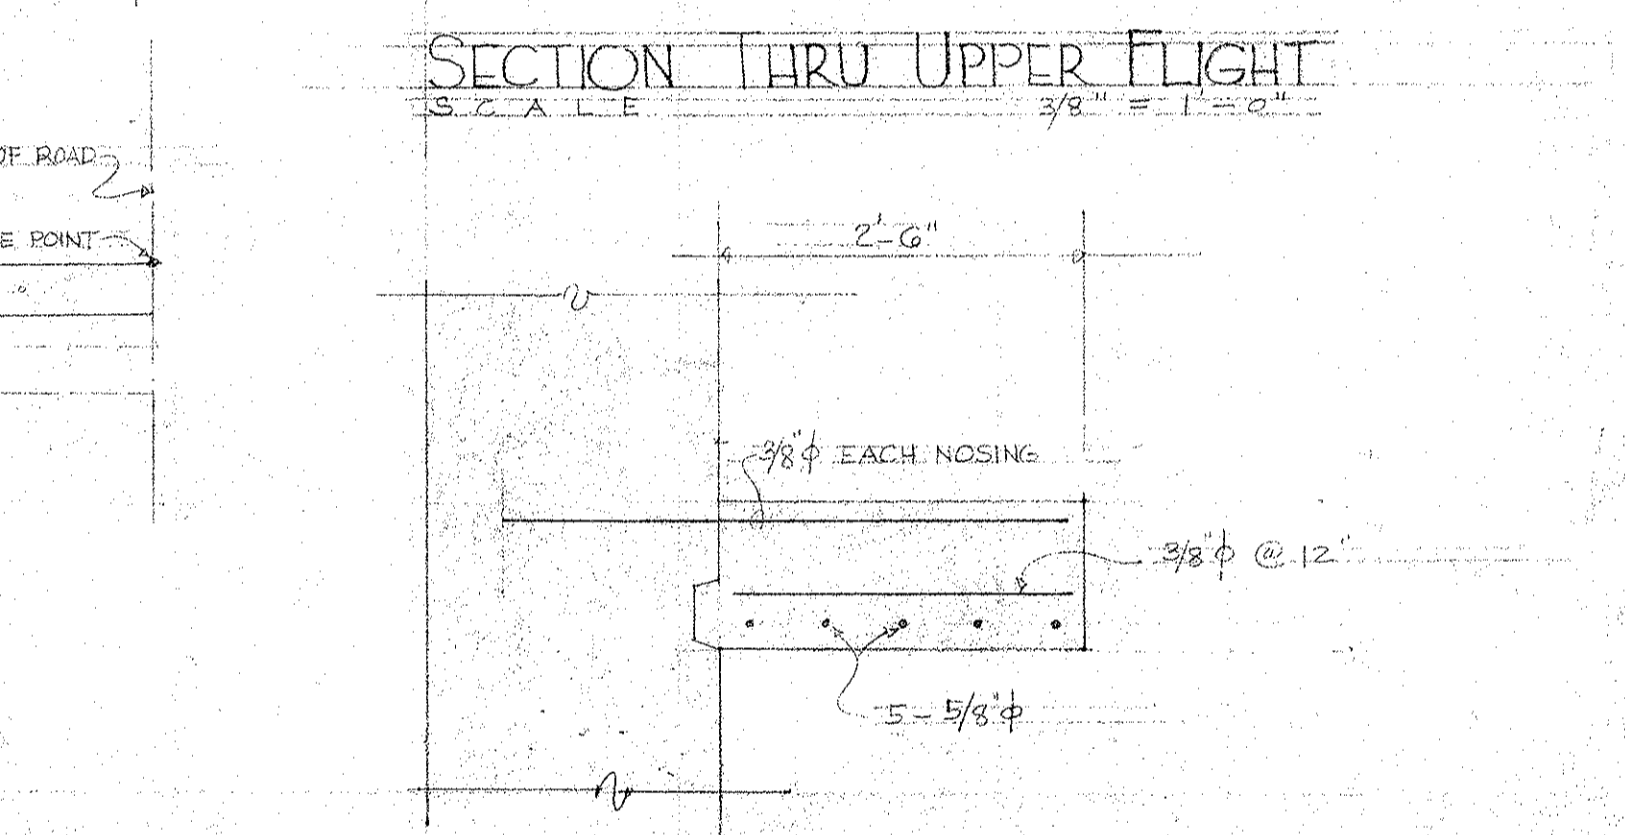 SECTION THRU UPPER FLIGHT
SCALE 3/8" = 1'-0"
OF ROAD
E POINT
2'-6"
3/8"ϕ EACH NOSING
3/8"ϕ @ 12"
5-5/8"ϕ